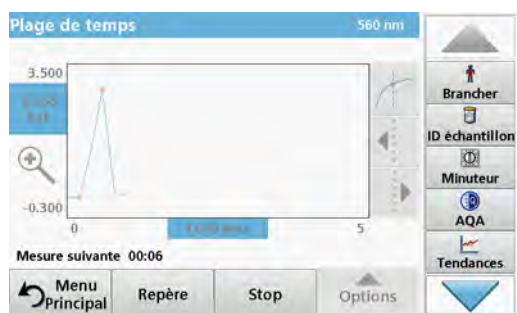 Plage de temps 560 nm
3.500
-0.300
0 5
Mesure suivante 00:06
Menu Principal
Repère
Stop
Options
Brancher
ID échantillon
Minuteur
AQA
Tendances